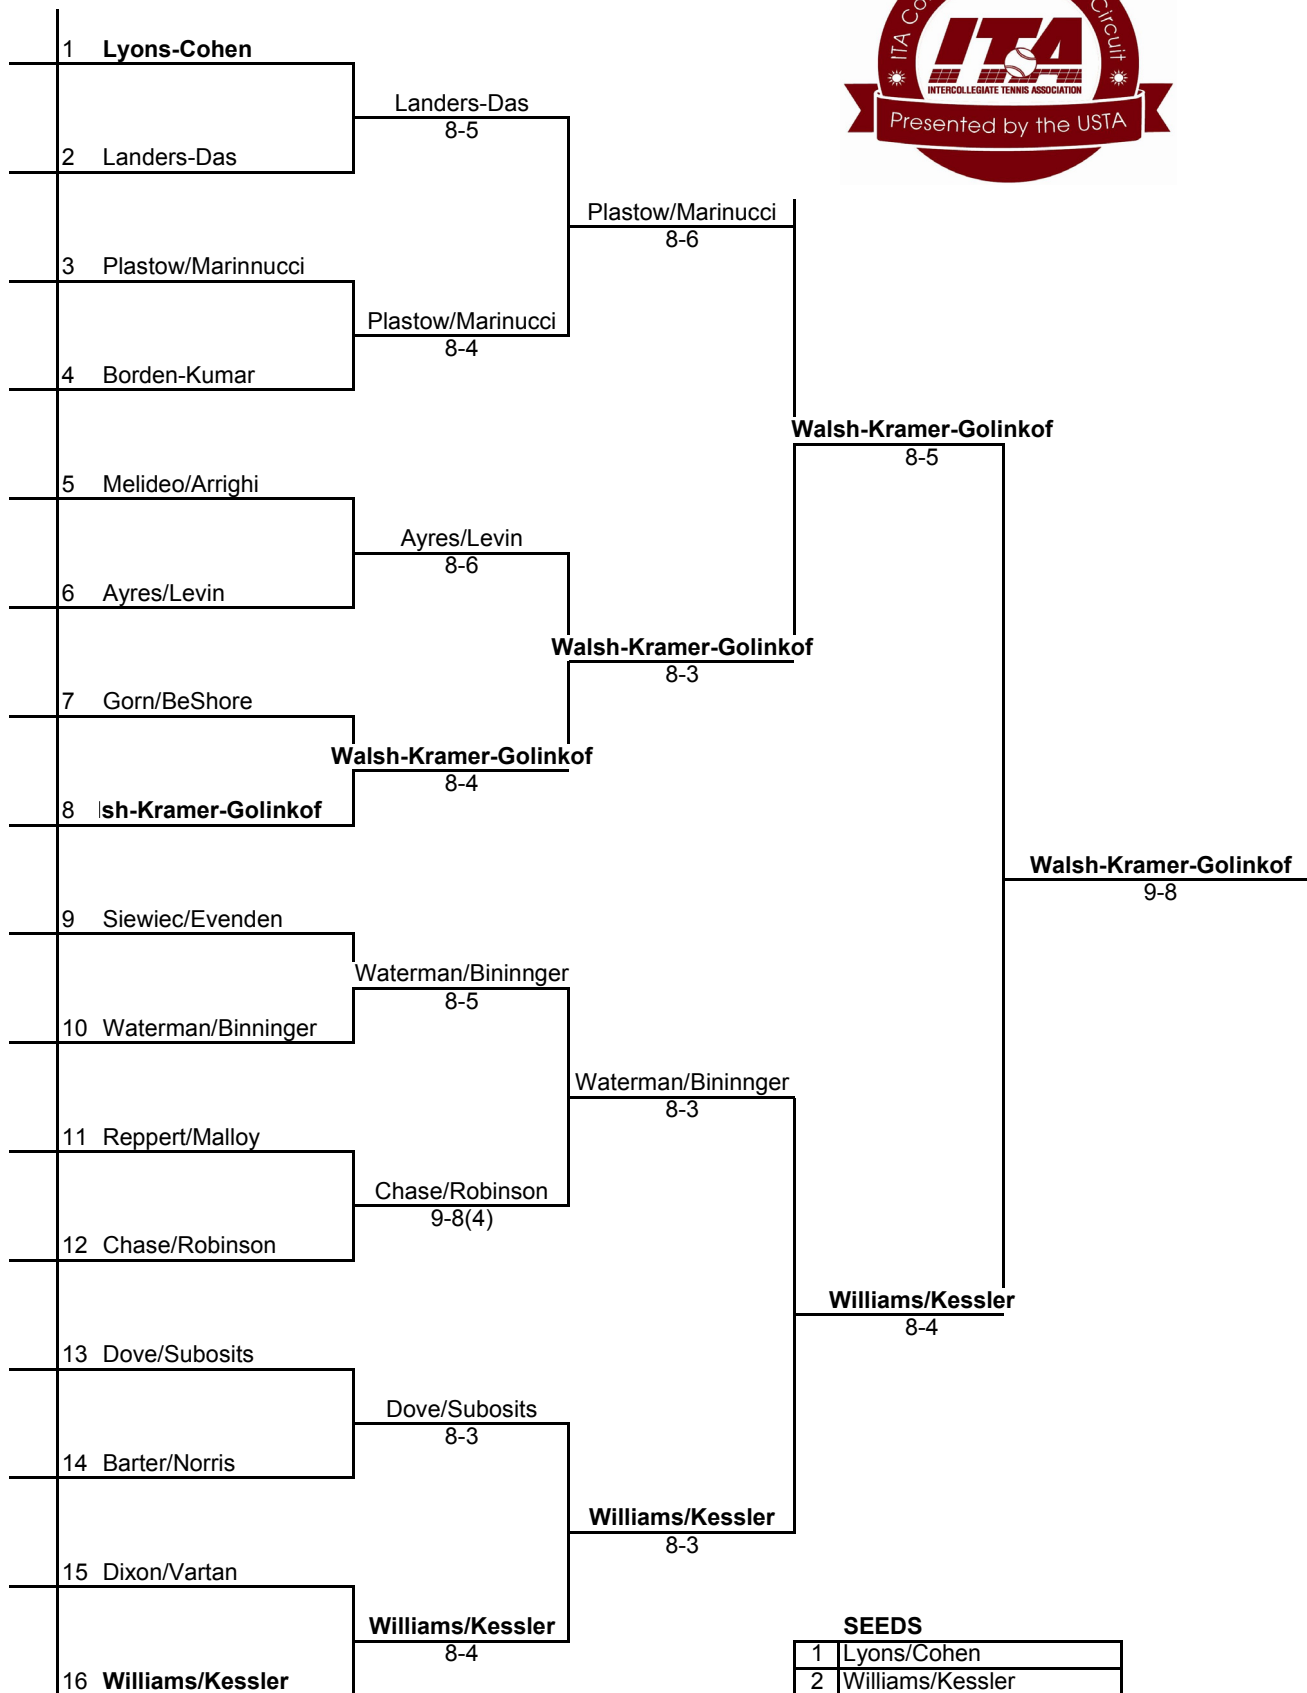 ITA Co
Circuit
ITA
INTERCOLLEGIATE TENNIS ASSOCIATION
Presented by the USTA
1 Lyons-Cohen
Landers-Das
8-5
2 Landers-Das
Plastow/Marinucci
8-6
3 Plastow/Marinnucci
Plastow/Marinucci
8-4
4 Borden-Kumar
Walsh-Kramer-Golinkof
8-5
5 Melideo/Arrighi
Ayres/Levin
8-6
6 Ayres/Levin
Walsh-Kramer-Golinkof
8-3
7 Gorn/BeShore
Walsh-Kramer-Golinkof
8-4
8 lsh-Kramer-Golinkof
Walsh-Kramer-Golinkof
9-8
9 Siewiec/Evenden
Waterman/Bininnger
8-5
10 Waterman/Binninger
Waterman/Bininnger
8-3
11 Reppert/Malloy
Chase/Robinson
9-8(4)
12 Chase/Robinson
Williams/Kessler
8-4
13 Dove/Subosits
Dove/Subosits
8-3
14 Barter/Norris
Williams/Kessler
8-3
15 Dixon/Vartan
Williams/Kessler
8-4
16 Williams/Kessler
SEEDS
1 Lyons/Cohen
2 Williams/Kessler